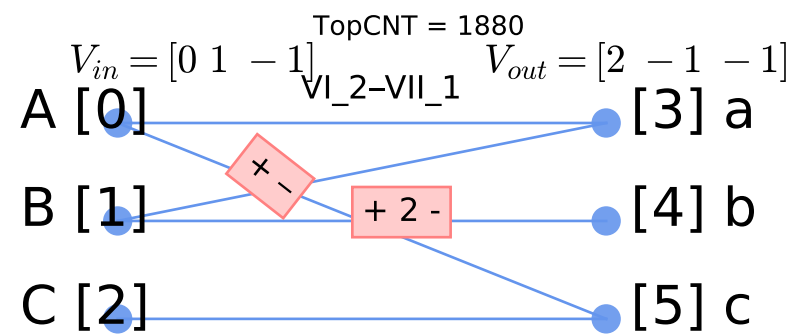 TopCNT = 1880
V_in = [0 1 −1] V_out = [2 −1 −1]
VI_2–VII_1
A [0] [3] a
+ −
B [1] + 2 - [4] b
C [2] [5] c